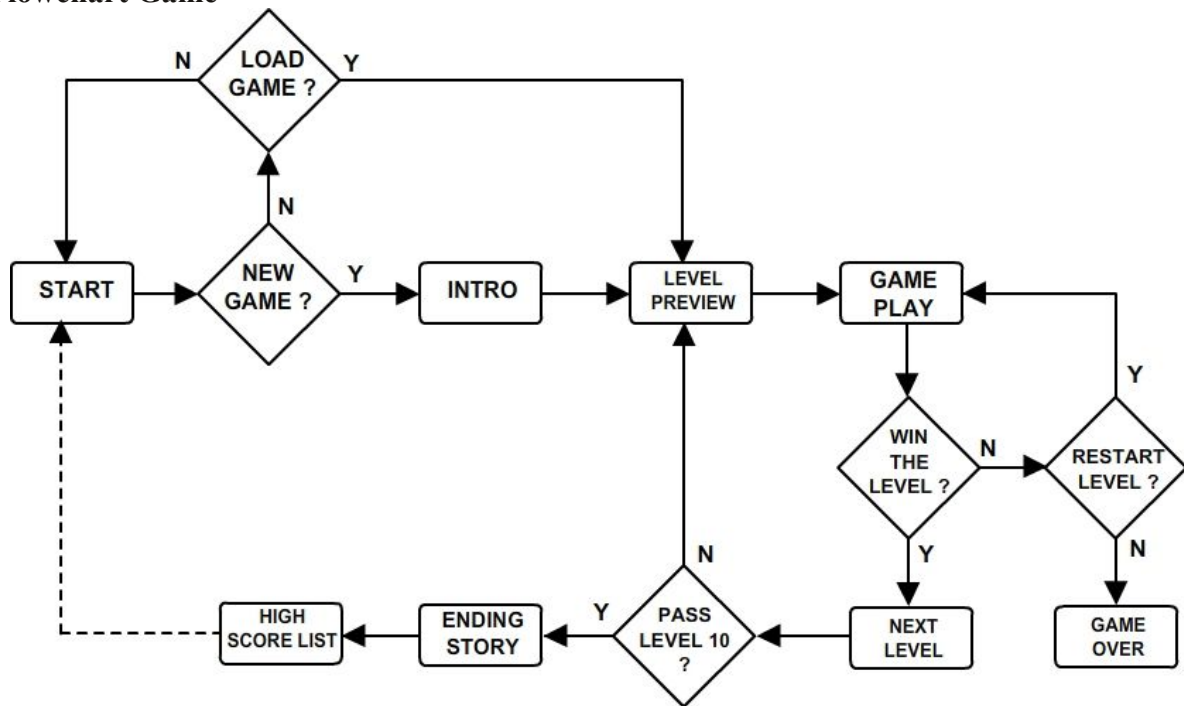 LOAD
GAME ?
N
Y
N
START
NEW
GAME ?
Y
INTRO
LEVEL
PREVIEW
GAME
PLAY
Y
WIN
THE
LEVEL ?
N
RESTART
LEVEL ?
N
Y
N
Y
PASS
LEVEL 10
?
NEXT
LEVEL
GAME
OVER
ENDING
STORY
HIGH
SCORE LIST